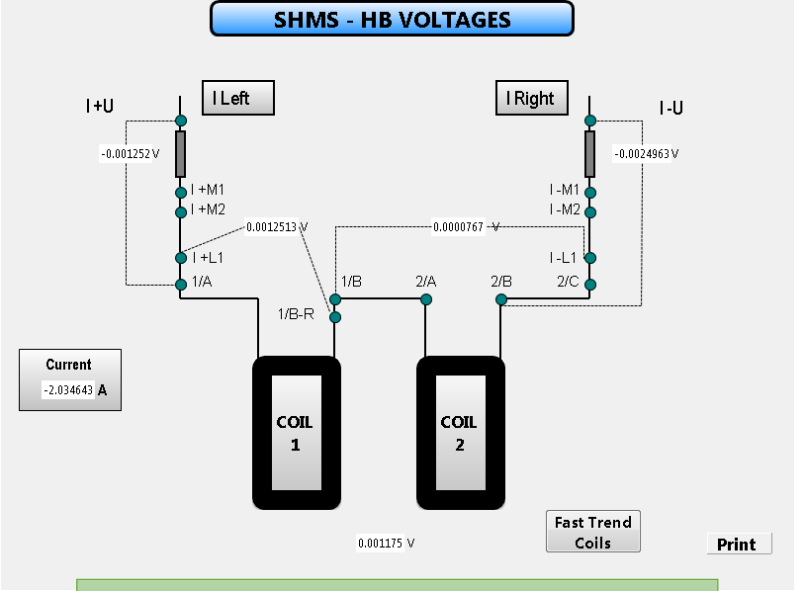 SHMS - HB VOLTAGES
I +U
I Left
I Right
I -U
-0.001252 V
-0.0024963 V
I +M1
I -M1
I +M2
I -M2
0.0012513 V
0.0000767 V
I +L1
I -L1
1/A
1/B
2/A
2/B
2/C
1/B-R
Current
-2.034643 A
COIL
1
COIL
2
0.001175 V
Fast Trend
Coils
Print